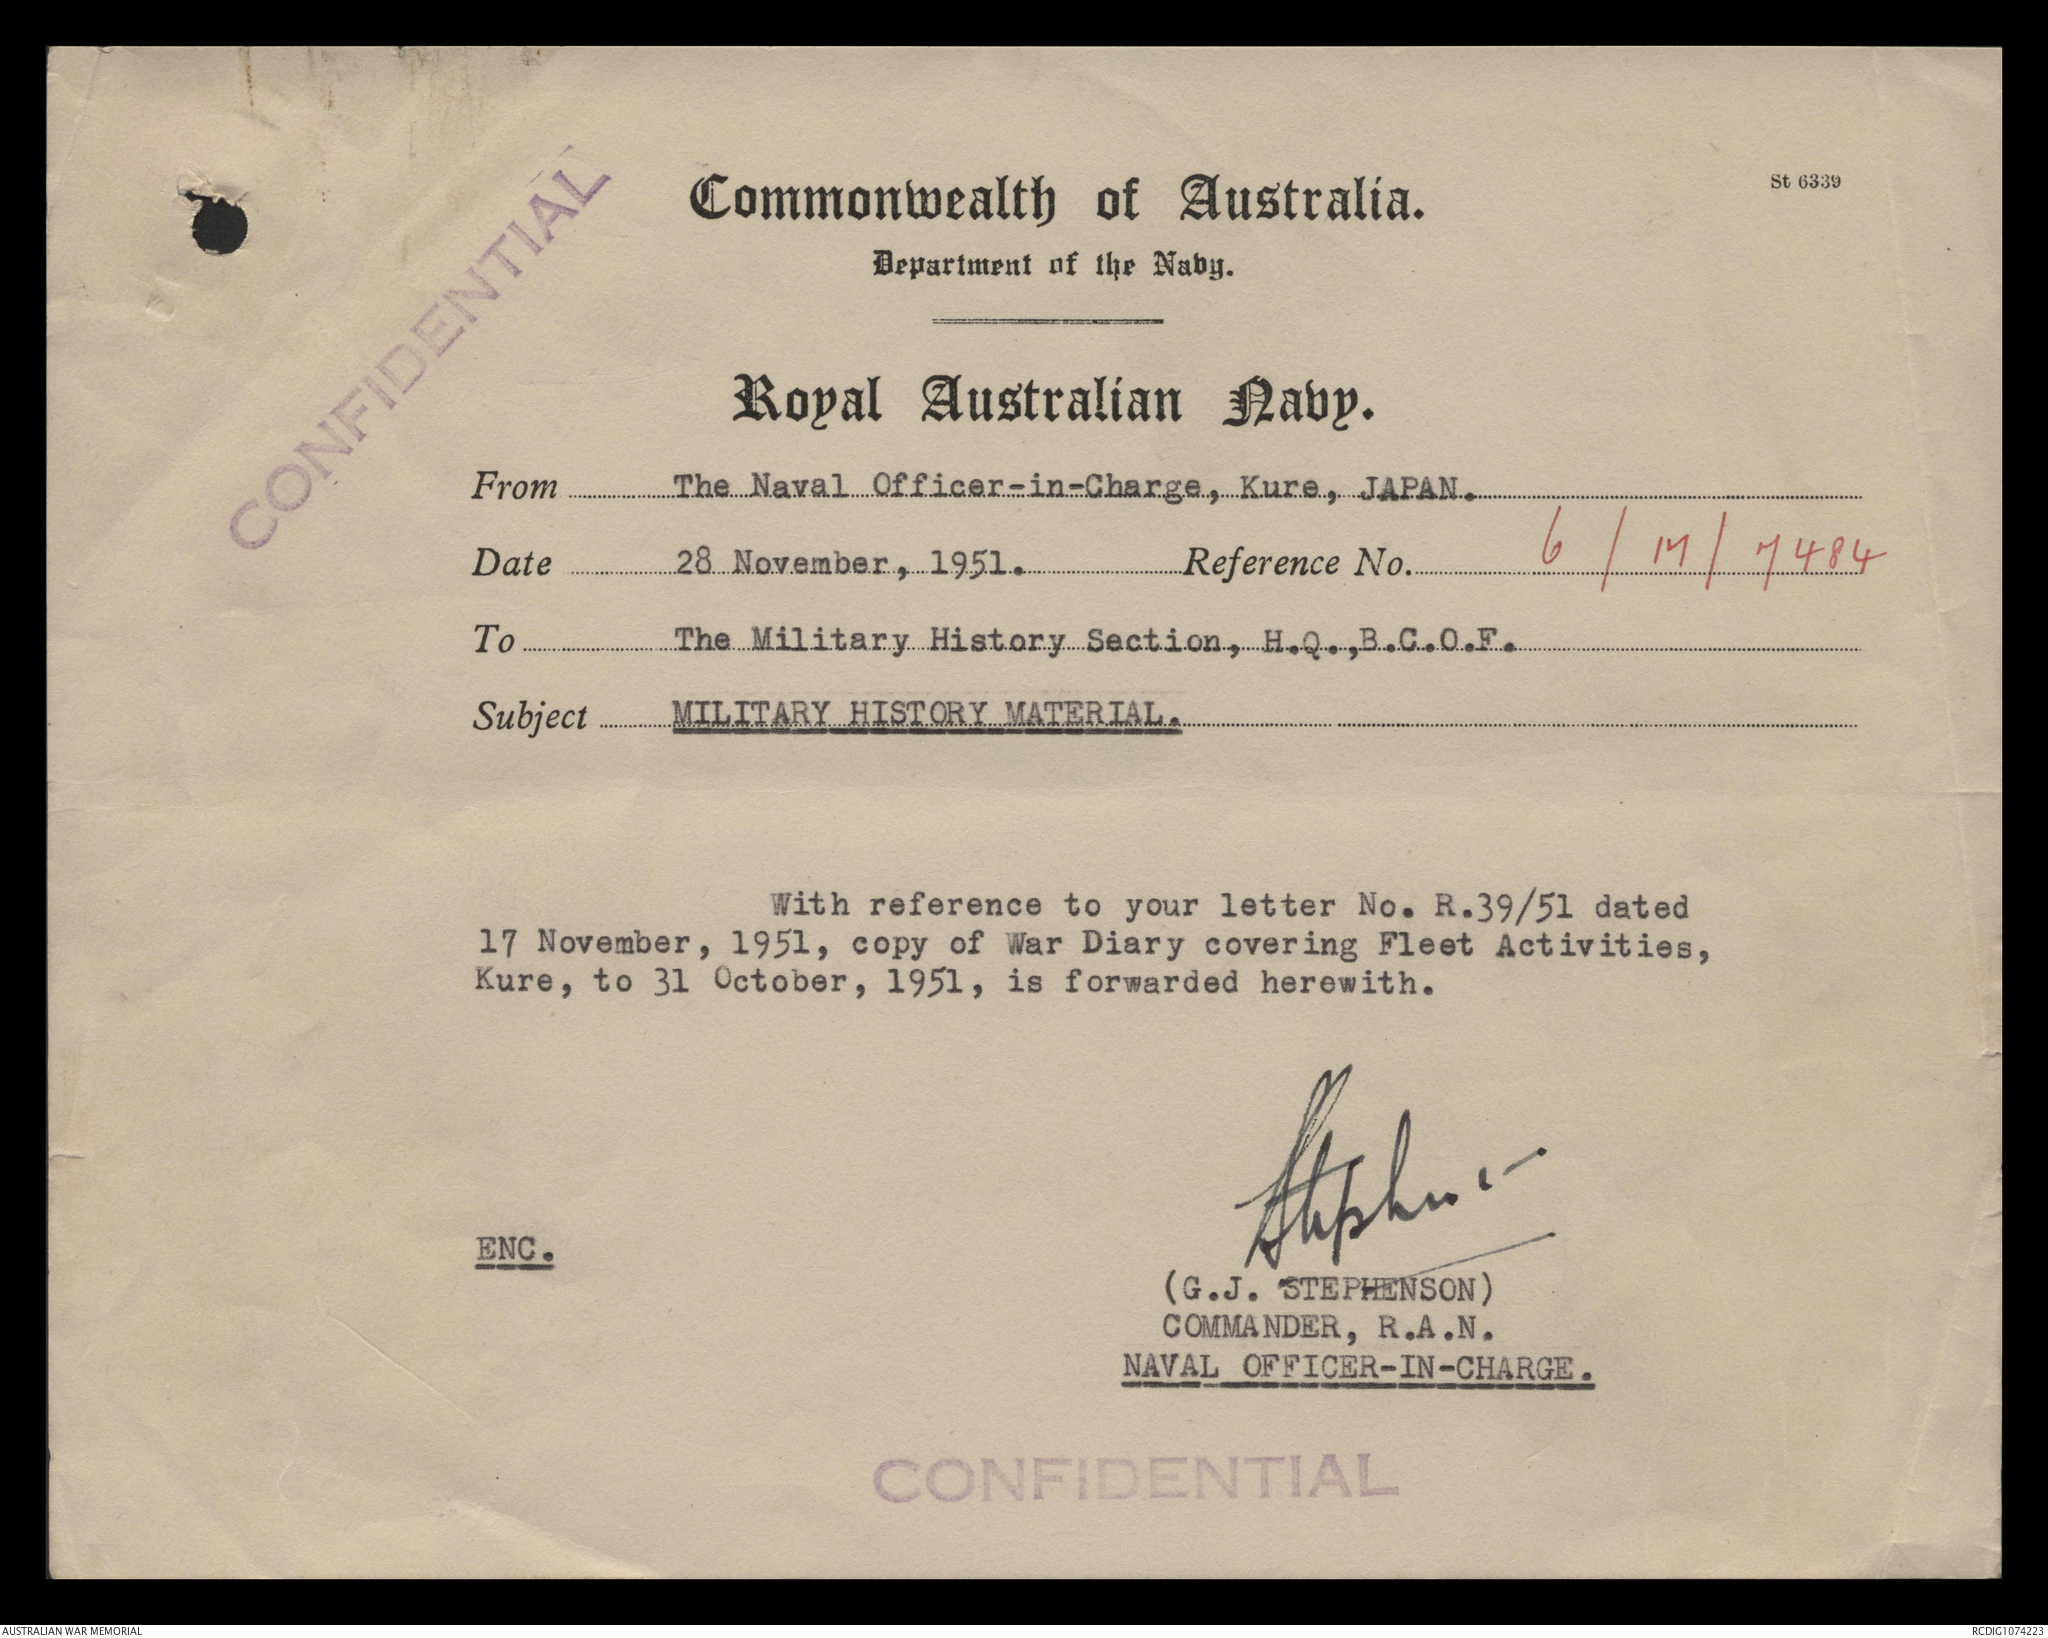 CONFIDENTIAL
St 6339
Commonwealth of Australia.
Department of the Navy.
Royal Australian Navy.
From The Naval Officer-in-Charge, Kure, JAPAN.
Date 28 November, 1951. Reference No. 6 / 17 / 7484
To The Military History Section, H.Q.,B.C.O.F.
Subject MILITARY HISTORY MATERIAL.
With reference to your letter No. R.39/51 dated
17 November, 1951, copy of War Diary covering Fleet Activities,
Kure, to 31 October, 1951, is forwarded herewith.
Stephenson
ENC.
(G.J. STEPHENSON)
COMMANDER, R.A.N.
NAVAL OFFICER-IN-CHARGE.
CONFIDENTIAL
AUSTRALIAN WAR MEMORIAL
RCDIG1074223